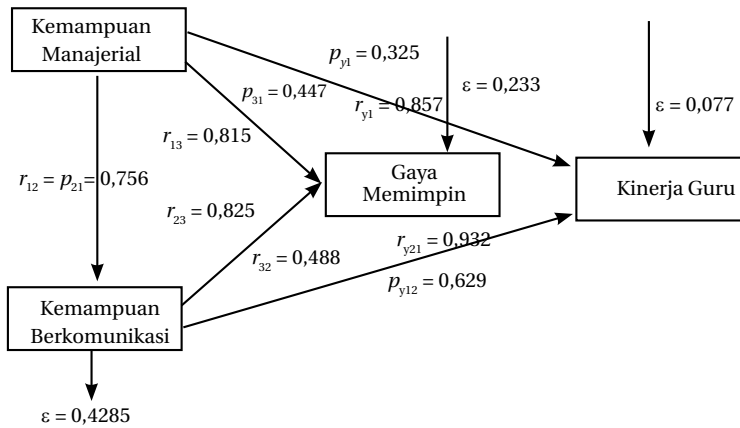 Kemampuan
Manajerial
p_y1 = 0,325
p_31 = 0,447
r_y1 = 0,857
ε = 0,233
ε = 0,077
r_13 = 0,815
r_12 = p_21= 0,756
Gaya
Memimpin
Kinerja Guru
r_23 = 0,825
r_32 = 0,488
r_y21 = 0,932
p_y12 = 0,629
Kemampuan
Berkomunikasi
ε = 0,4285